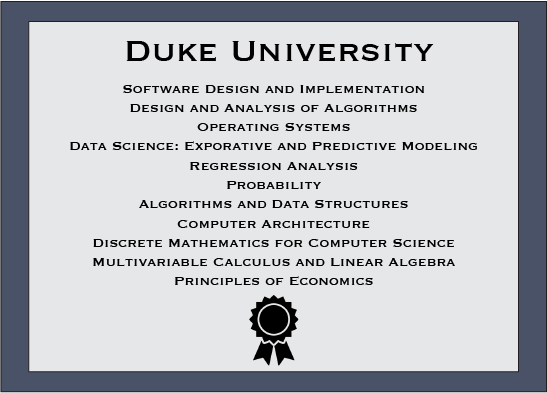 Duke University
Software Design and Implementation
Design and Analysis of Algorithms
Operating Systems
Data Science: Exporative and Predictive Modeling
Regression Analysis
Probability
Algorithms and Data Structures
Computer Architecture
Discrete Mathematics for Computer Science
Multivariable Calculus and Linear Algebra
Principles of Economics